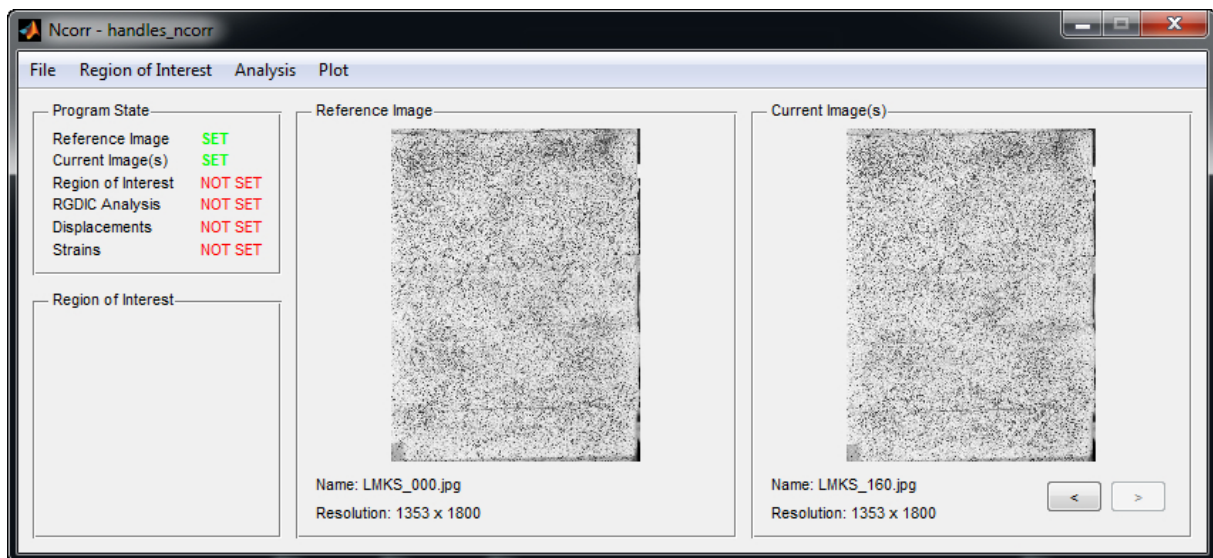 Ncorr - handles_ncorr
File Region of Interest Analysis Plot
Program State
Reference Image SET
Current Image(s) SET
Region of Interest NOT SET
RGDIC Analysis NOT SET
Displacements NOT SET
Strains NOT SET
Region of Interest
Reference Image
Name: LMKS_000.jpg
Resolution: 1353 x 1800
Current Image(s)
Name: LMKS_160.jpg
Resolution: 1353 x 1800
< >